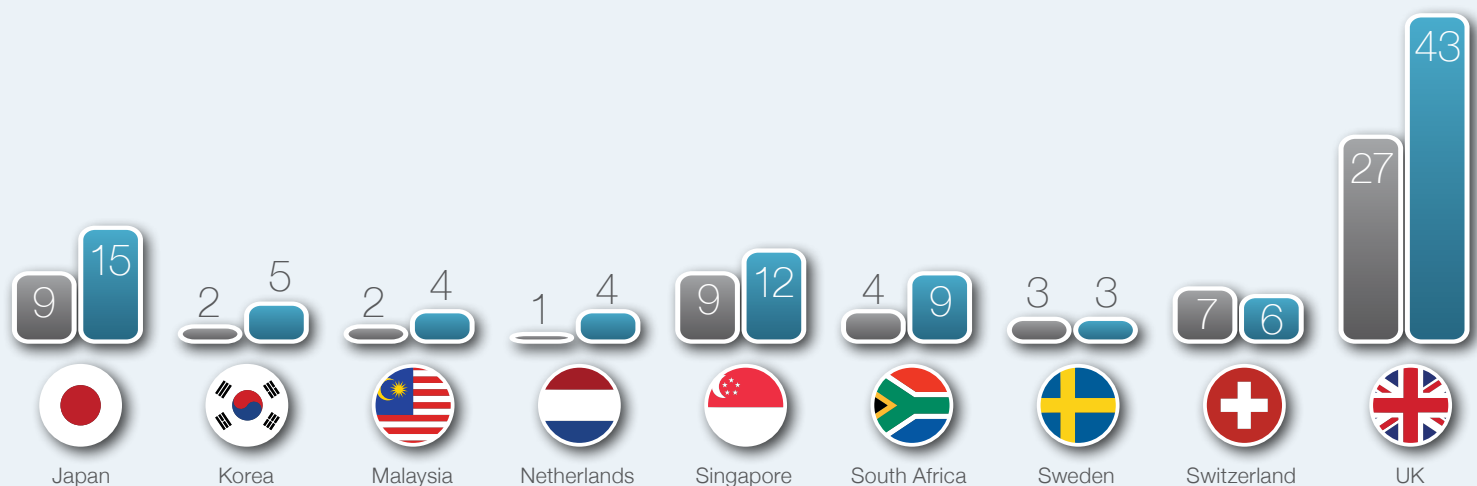 9 15
2 5
2 4
1 4
9 12
4 9
3 3
7 6
27 43
Japan
Korea
Malaysia
Netherlands
Singapore
South Africa
Sweden
Switzerland
UK